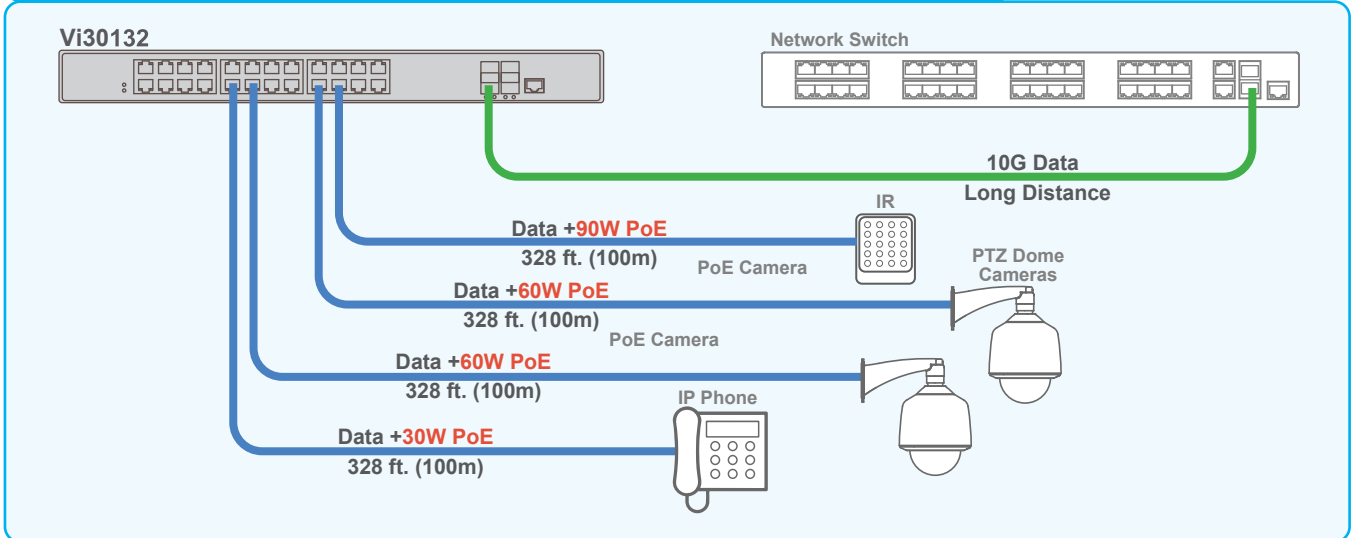 Vi30132
Network Switch
10G Data
Long Distance
IR
Data +90W PoE
328 ft. (100m)
PoE Camera
PTZ Dome
Cameras
Data +60W PoE
328 ft. (100m)
PoE Camera
Data +60W PoE
328 ft. (100m)
IP Phone
Data +30W PoE
328 ft. (100m)